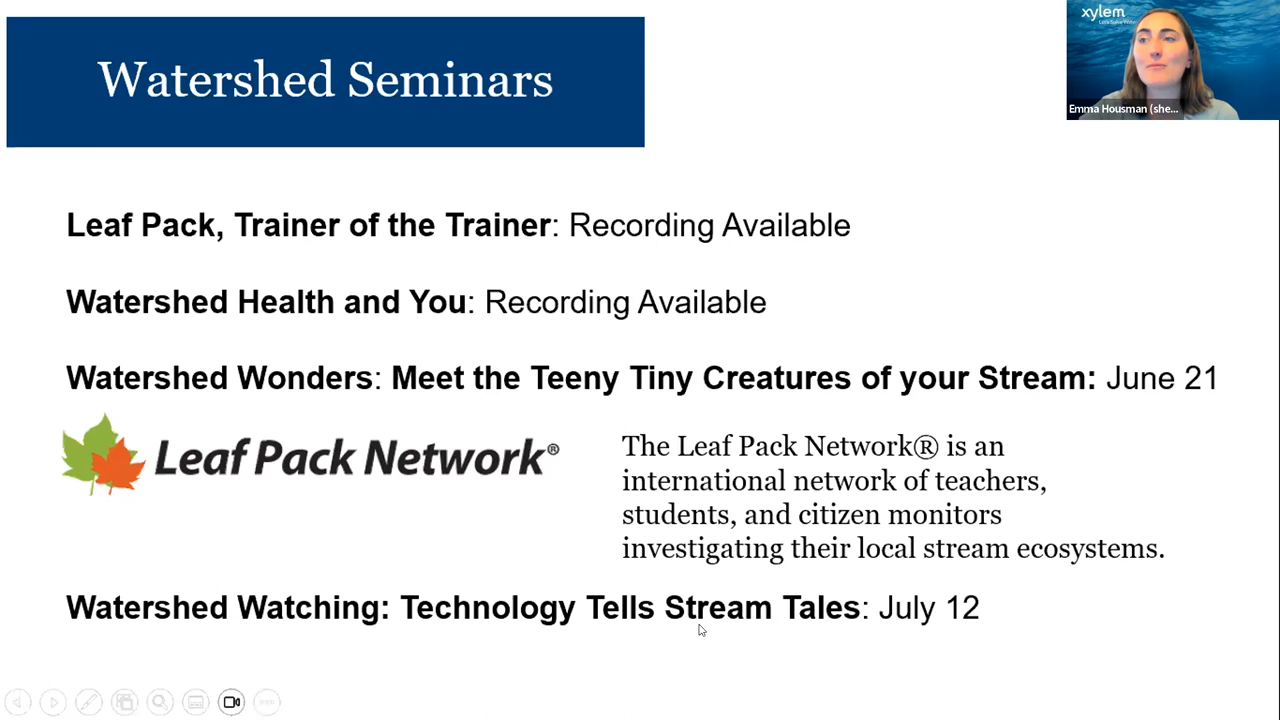 Watershed Seminars
xylem
Let's Solve Water
Emma Housman (she...
Leaf Pack, Trainer of the Trainer: Recording Available
Watershed Health and You: Recording Available
Watershed Wonders: Meet the Teeny Tiny Creatures of your Stream: June 21
Leaf Pack Network®
The Leaf Pack Network® is an
international network of teachers,
students, and citizen monitors
investigating their local stream ecosystems.
Watershed Watching: Technology Tells Stream Tales: July 12